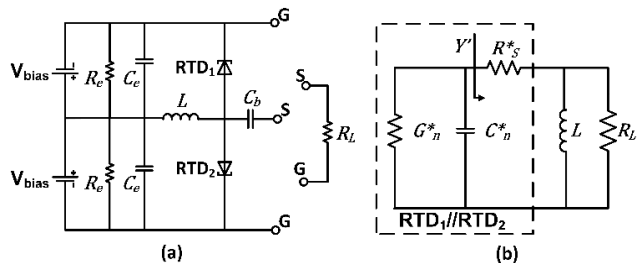 G
V_bias
R_e
C_e
RTD_1
L
C_b
S
V_bias
R_e
C_e
RTD_2
G
S
R_L
G
(a)
Y'
R*_S
G*_n
C*_n
L
R_L
RTD_1//RTD_2
(b)